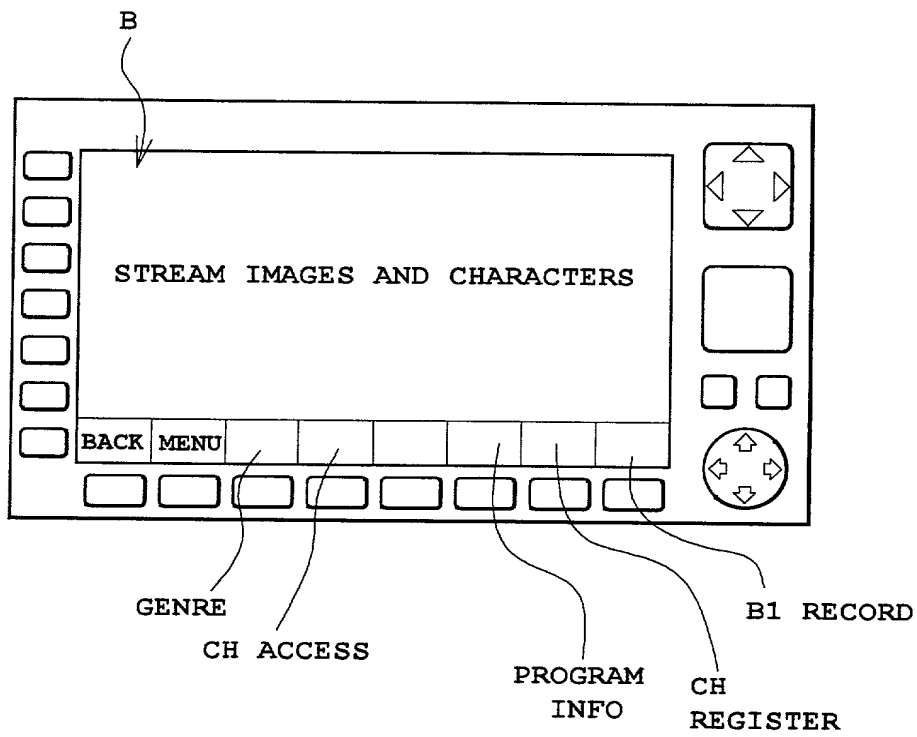 B
STREAM IMAGES AND CHARACTERS
BACK MENU
GENRE
CH ACCESS
PROGRAM
INFO
CH
REGISTER
B1 RECORD